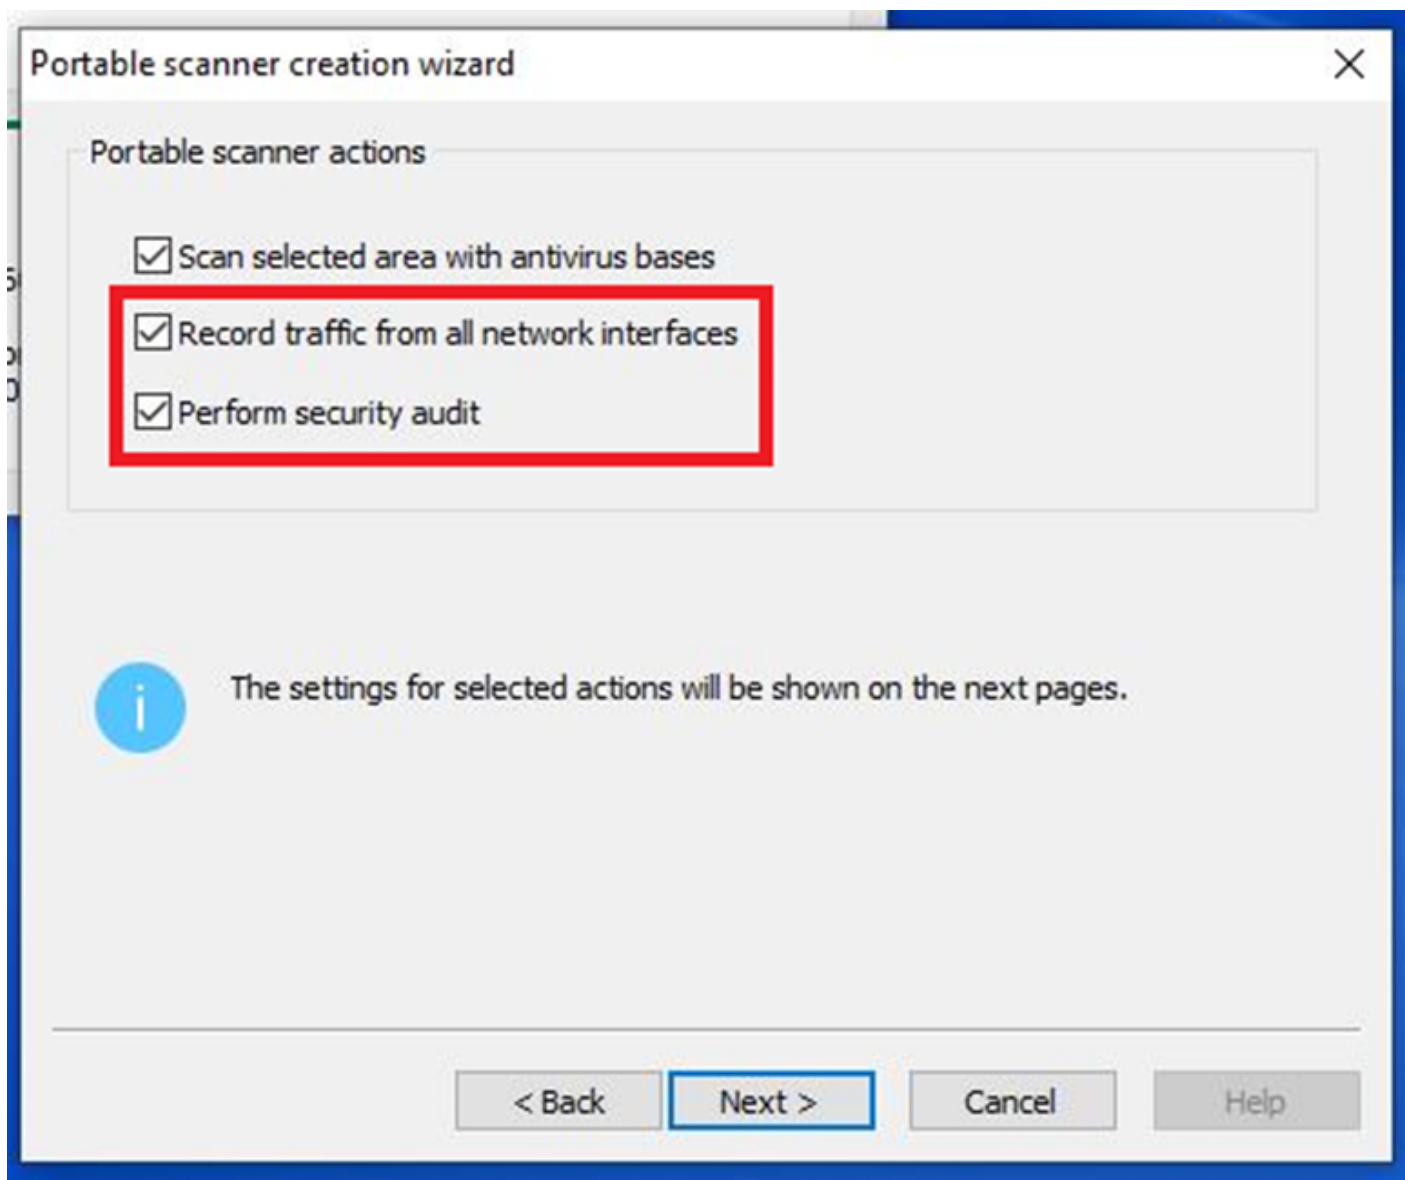 Portable scanner creation wizard
Portable scanner actions
Scan selected area with antivirus bases
Record traffic from all network interfaces
Perform security audit
i
The settings for selected actions will be shown on the next pages.
< Back
Next >
Cancel
Help